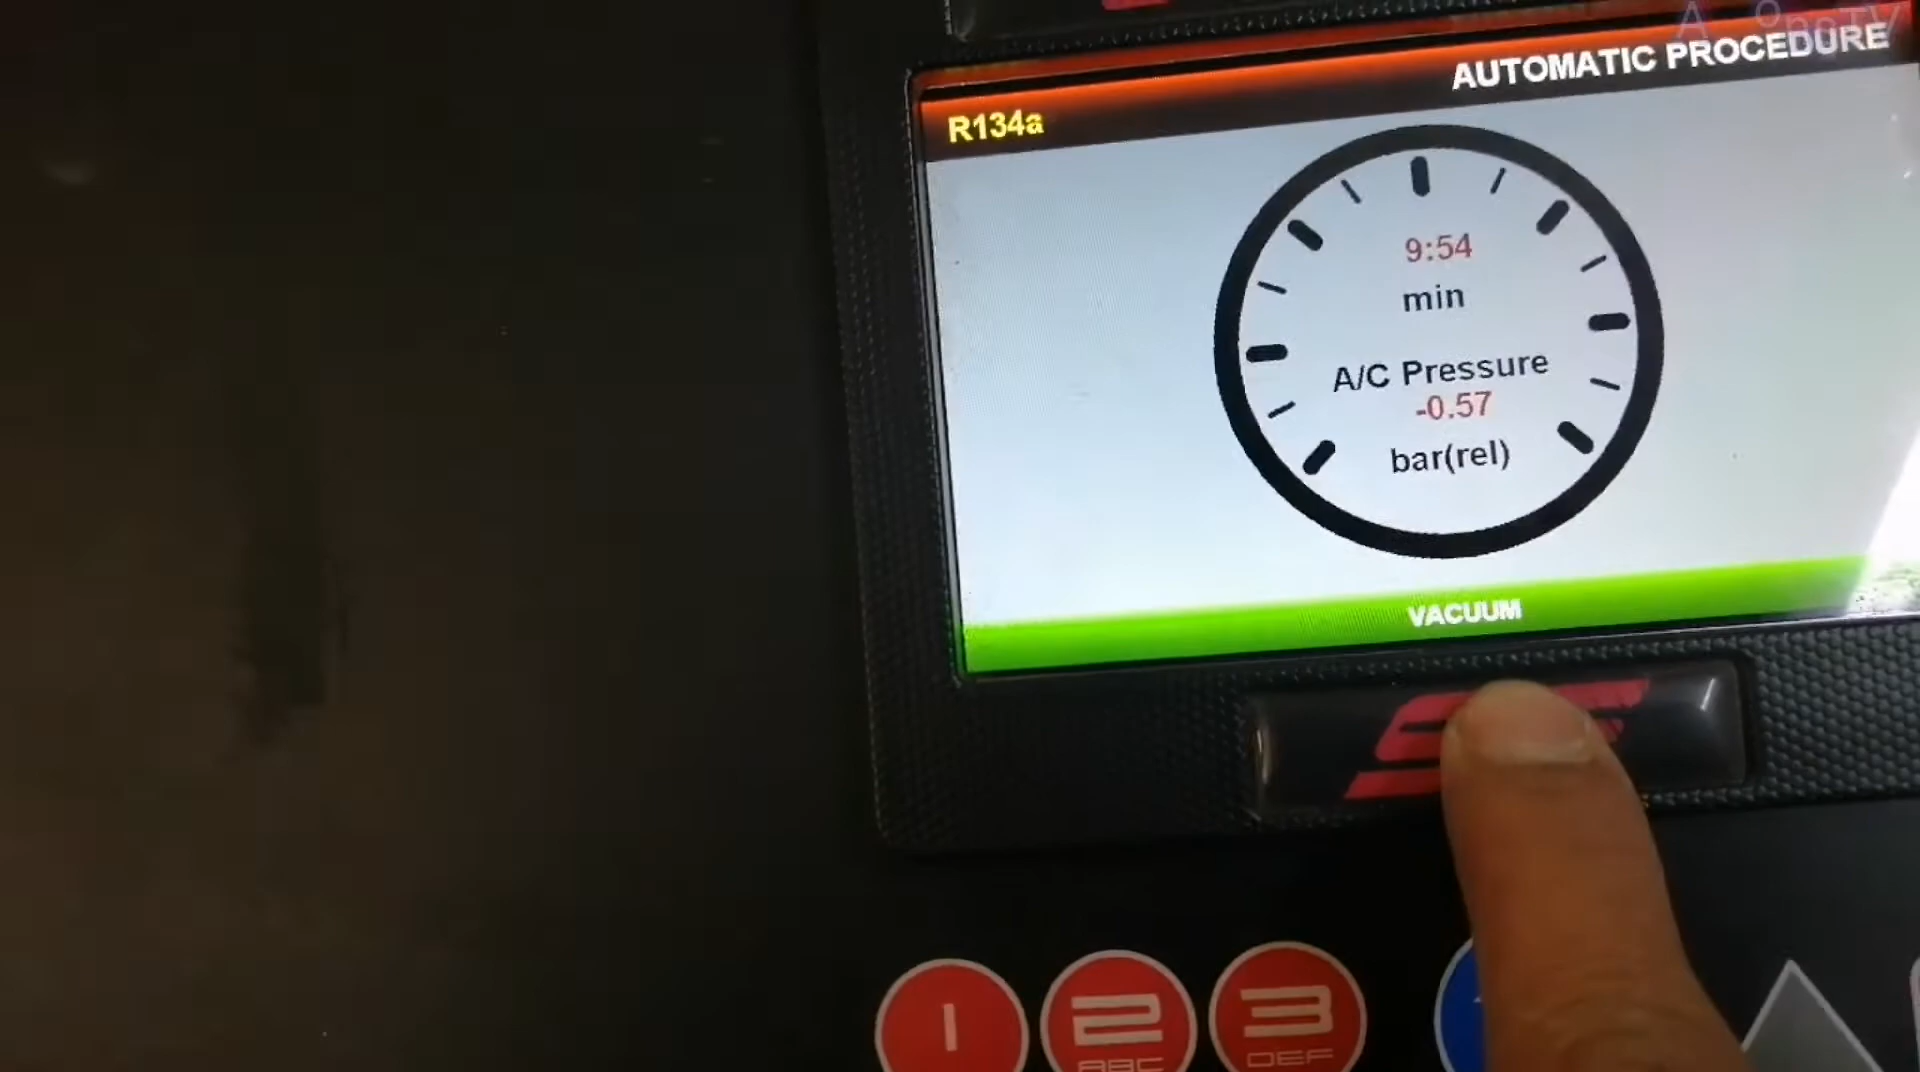 AUTOMATIC PROCEDURE
R134a
9:54
min
A/C Pressure
-0.57
bar(rel)
VACUUM
1
2
ABC
3
DEF